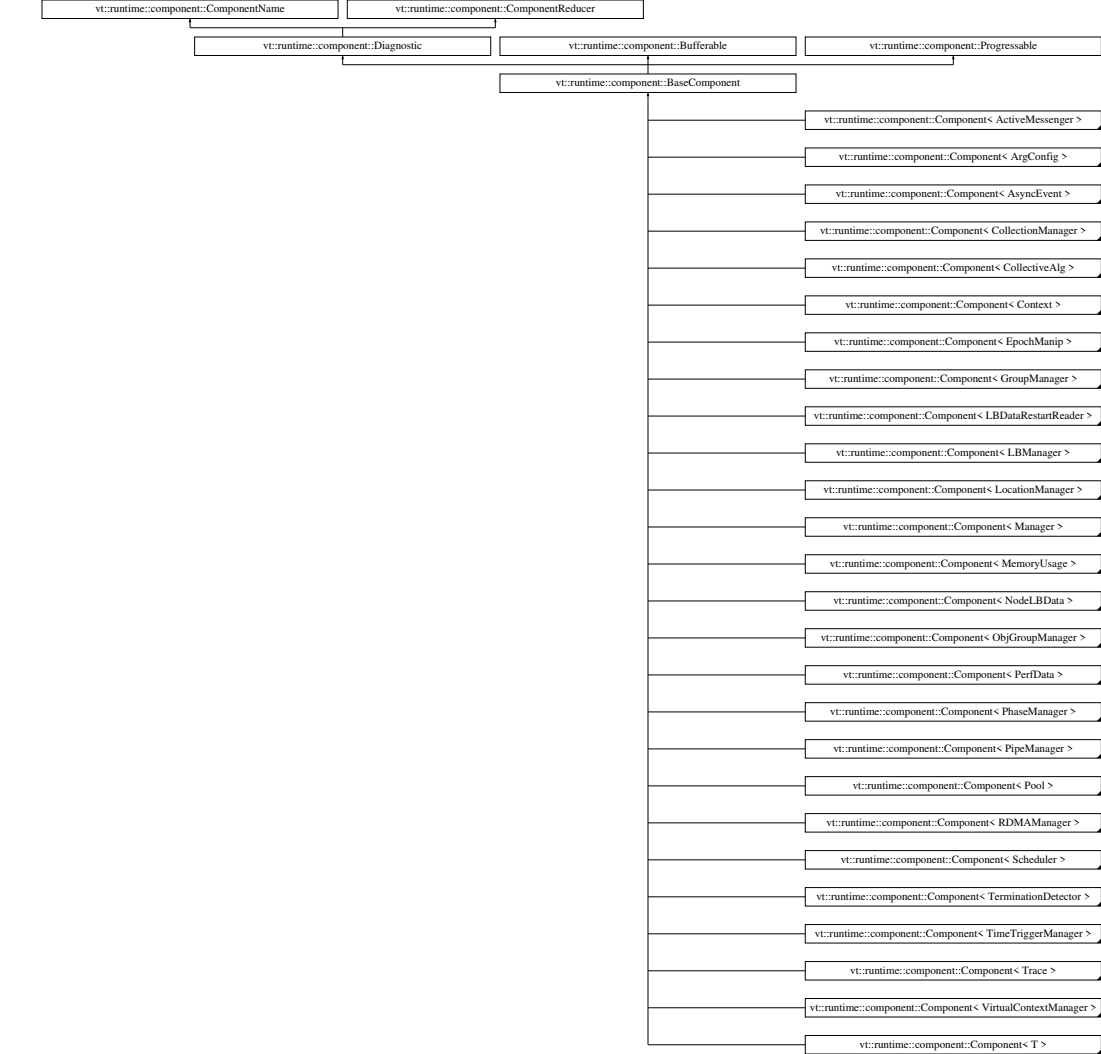 vt::runtime::component::ComponentName
vt::runtime::component::ComponentReducer
vt::runtime::component::Diagnostic
vt::runtime::component::Bufferable
vt::runtime::component::Progressable
vt::runtime::component::BaseComponent
vt::runtime::component::Component< ActiveMessenger >
vt::runtime::component::Component< ArgConfig >
vt::runtime::component::Component< AsyncEvent >
vt::runtime::component::Component< CollectionManager >
vt::runtime::component::Component< CollectiveAlg >
vt::runtime::component::Component< Context >
vt::runtime::component::Component< EpochManip >
vt::runtime::component::Component< GroupManager >
vt::runtime::component::Component< LBDataRestartReader >
vt::runtime::component::Component< LBManager >
vt::runtime::component::Component< LocationManager >
vt::runtime::component::Component< Manager >
vt::runtime::component::Component< MemoryUsage >
vt::runtime::component::Component< NodeLBData >
vt::runtime::component::Component< ObjGroupManager >
vt::runtime::component::Component< PerfData >
vt::runtime::component::Component< PhaseManager >
vt::runtime::component::Component< PipeManager >
vt::runtime::component::Component< Pool >
vt::runtime::component::Component< RDMAManager >
vt::runtime::component::Component< Scheduler >
vt::runtime::component::Component< TerminationDetector >
vt::runtime::component::Component< TimeTriggerManager >
vt::runtime::component::Component< Trace >
vt::runtime::component::Component< VirtualContextManager >
vt::runtime::component::Component< T >